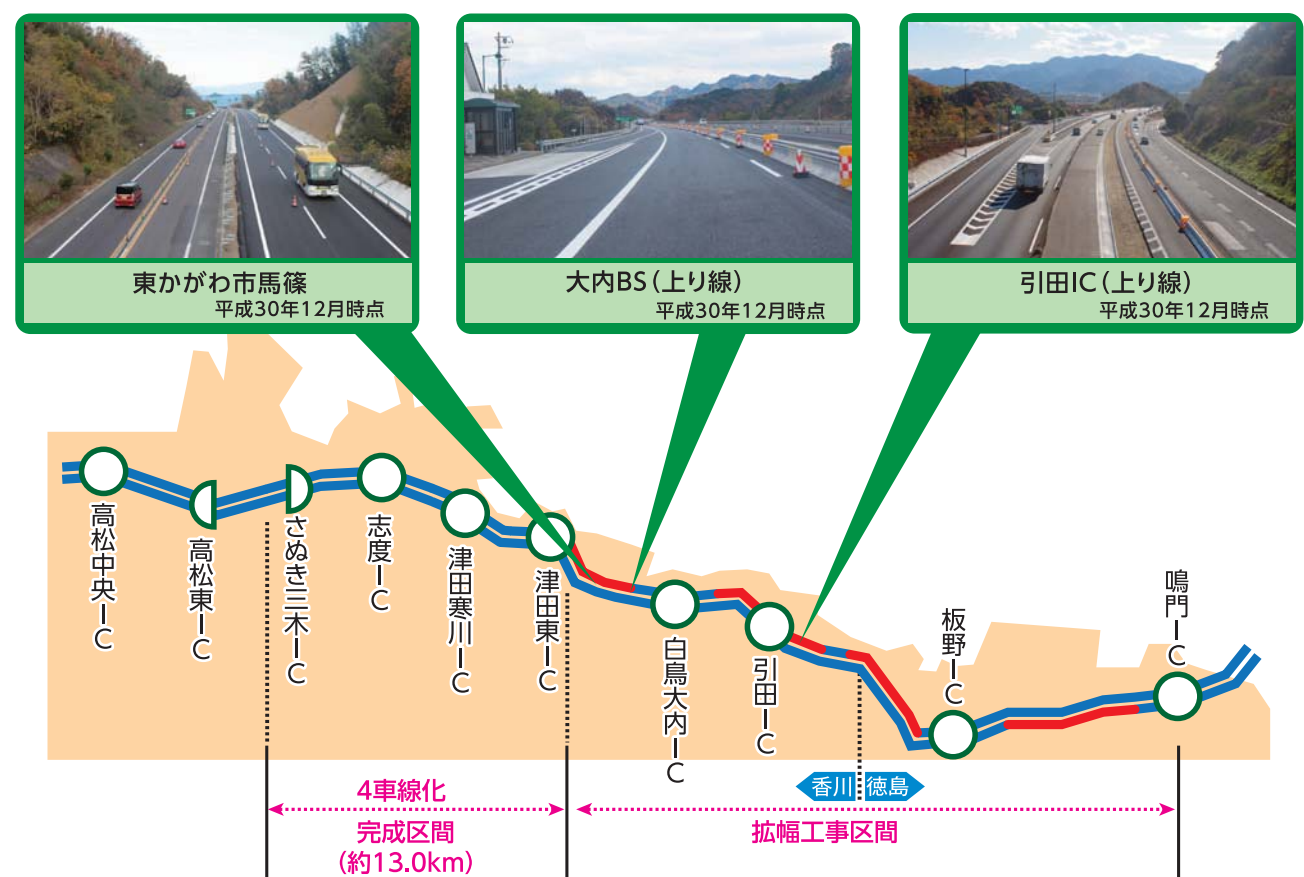 東かがわ市馬篠
平成30年12月時点
大内BS（上り線）
平成30年12月時点
引田IC（上り線）
平成30年12月時点
高松中央IC
高松東IC
さぬき三木IC
志度IC
津田寒川IC
津田東IC
白鳥大内IC
引田IC
板野IC
鳴門IC
香川
徳島
4車線化
完成区間
（約13.0km）
拡幅工事区間